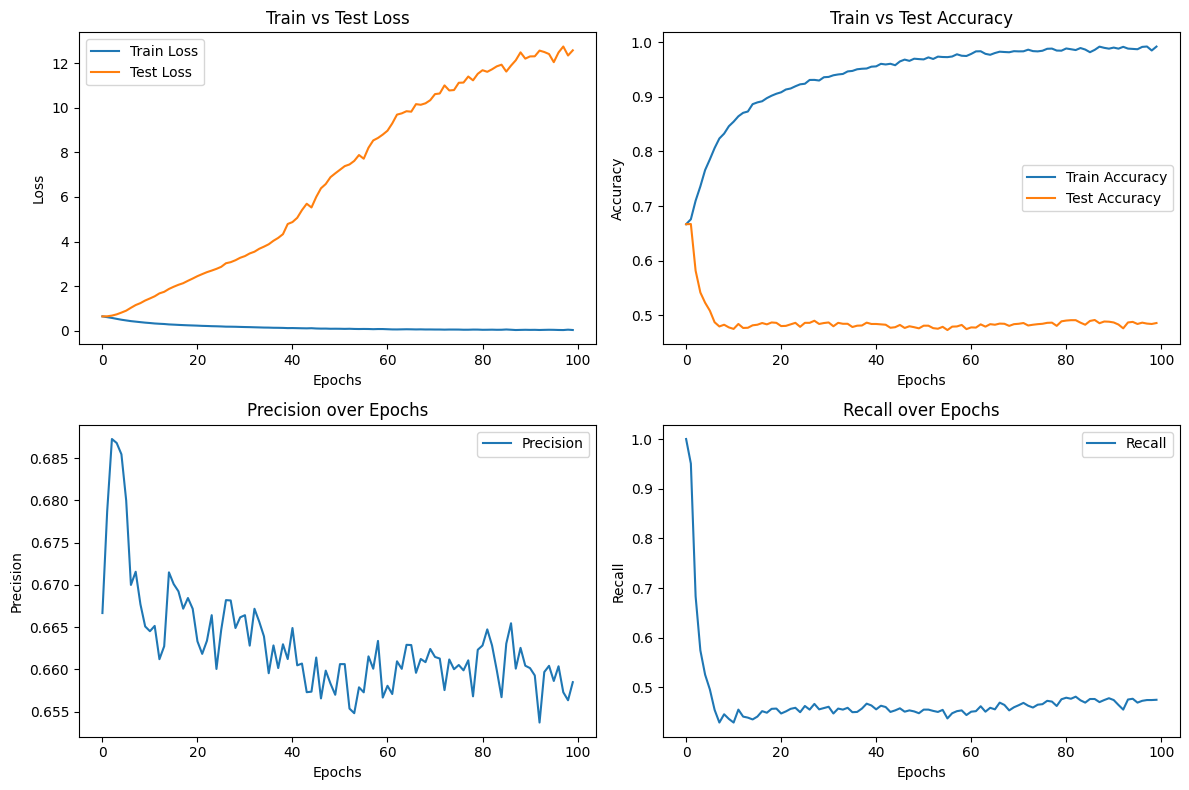 Train vs Test Loss
Train Loss
Test Loss
12
10
8
6
4
2
0
Loss
0 20 40 60 80 100
Epochs
Train vs Test Accuracy
1.0
0.9
0.8
0.7
0.6
0.5
Accuracy
Train Accuracy
Test Accuracy
0 20 40 60 80 100
Epochs
Precision over Epochs
Precision
0.685
0.680
0.675
0.670
0.665
0.660
0.655
Precision
0 20 40 60 80 100
Epochs
Recall over Epochs
Recall
1.0
0.9
0.8
0.7
0.6
0.5
Recall
0 20 40 60 80 100
Epochs